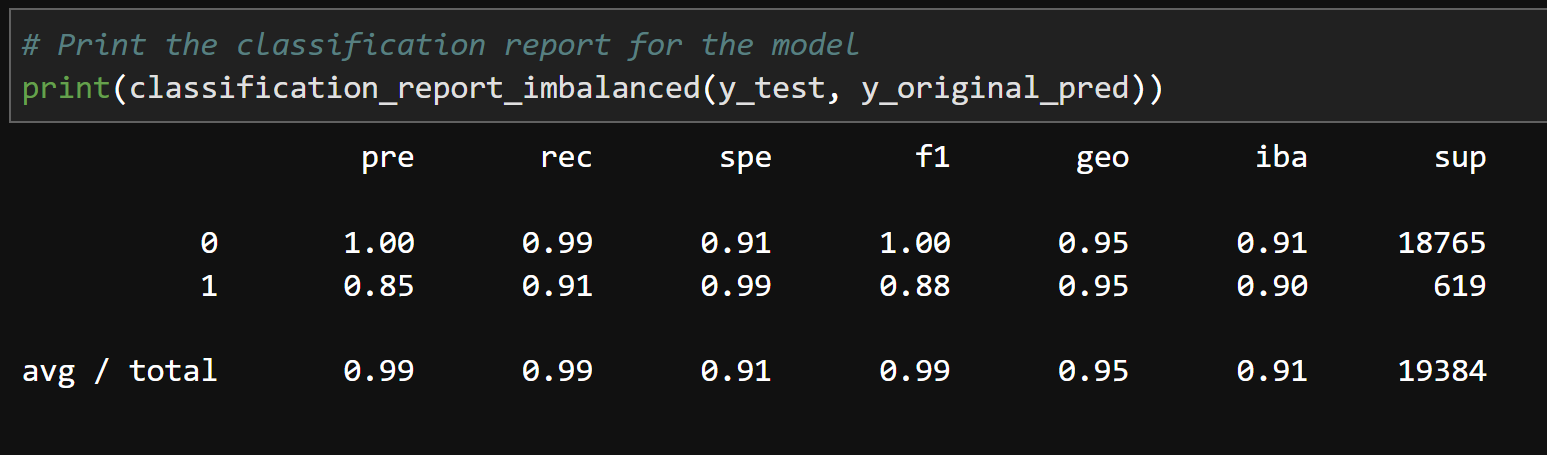 # Print the classification report for the model
print(classification_report_imbalanced(y_test, y_original_pred))
pre rec spe f1 geo iba sup
0 1.00 0.99 0.91 1.00 0.95 0.91 18765
1 0.85 0.91 0.99 0.88 0.95 0.90 619
avg / total 0.99 0.99 0.91 0.99 0.95 0.91 19384